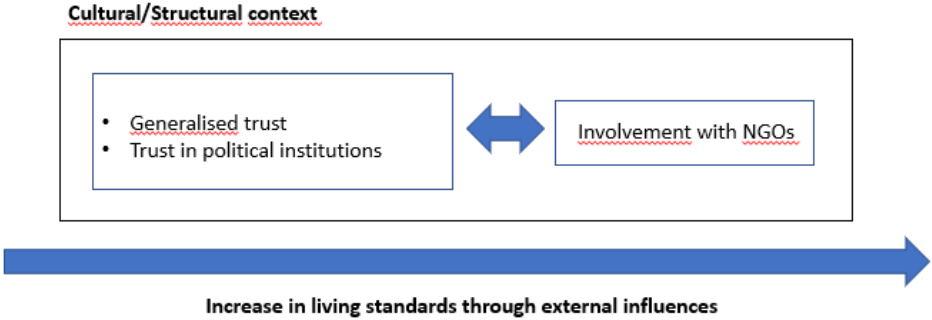 Cultural/Structural context
• Generalised trust
• Trust in political institutions
Involvement with NGOs
Increase in living standards through external influences